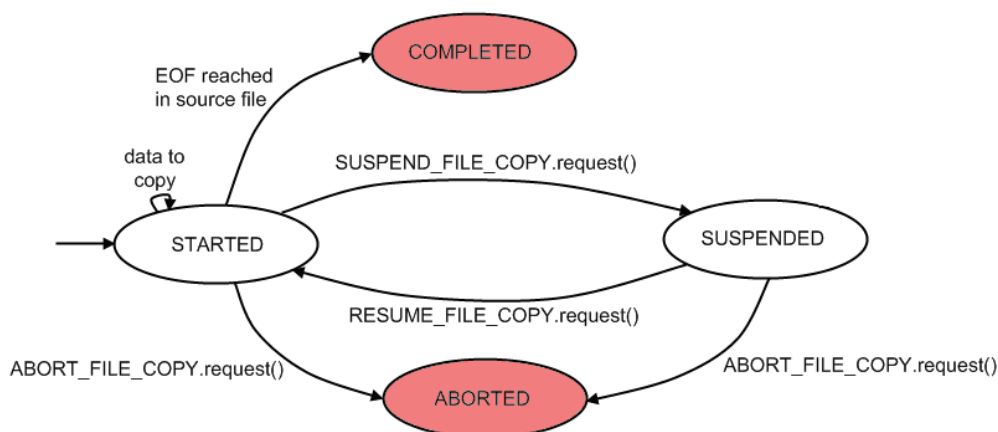 COMPLETED
EOF reached
in source file
data to
copy
SUSPEND_FILE_COPY.request()
STARTED
SUSPENDED
RESUME_FILE_COPY.request()
ABORT_FILE_COPY.request()
ABORT_FILE_COPY.request()
ABORTED